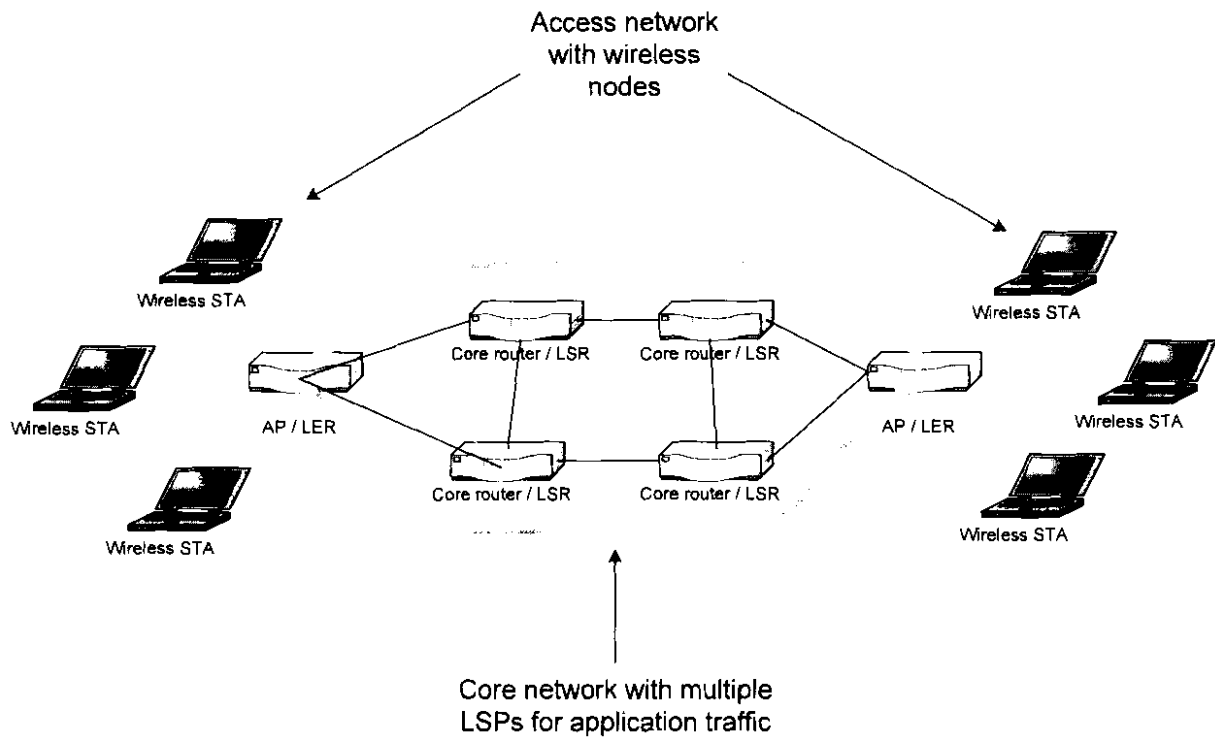 Access network
with wireless
nodes
Wireless STA
Wireless STA
Core router / LSR
Core router / LSR
Wireless STA
AP / LER
AP / LER
Wireless STA
Core router / LSR
Core router / LSR
Wireless STA
Wireless STA
Core network with multiple
LSPs for application traffic